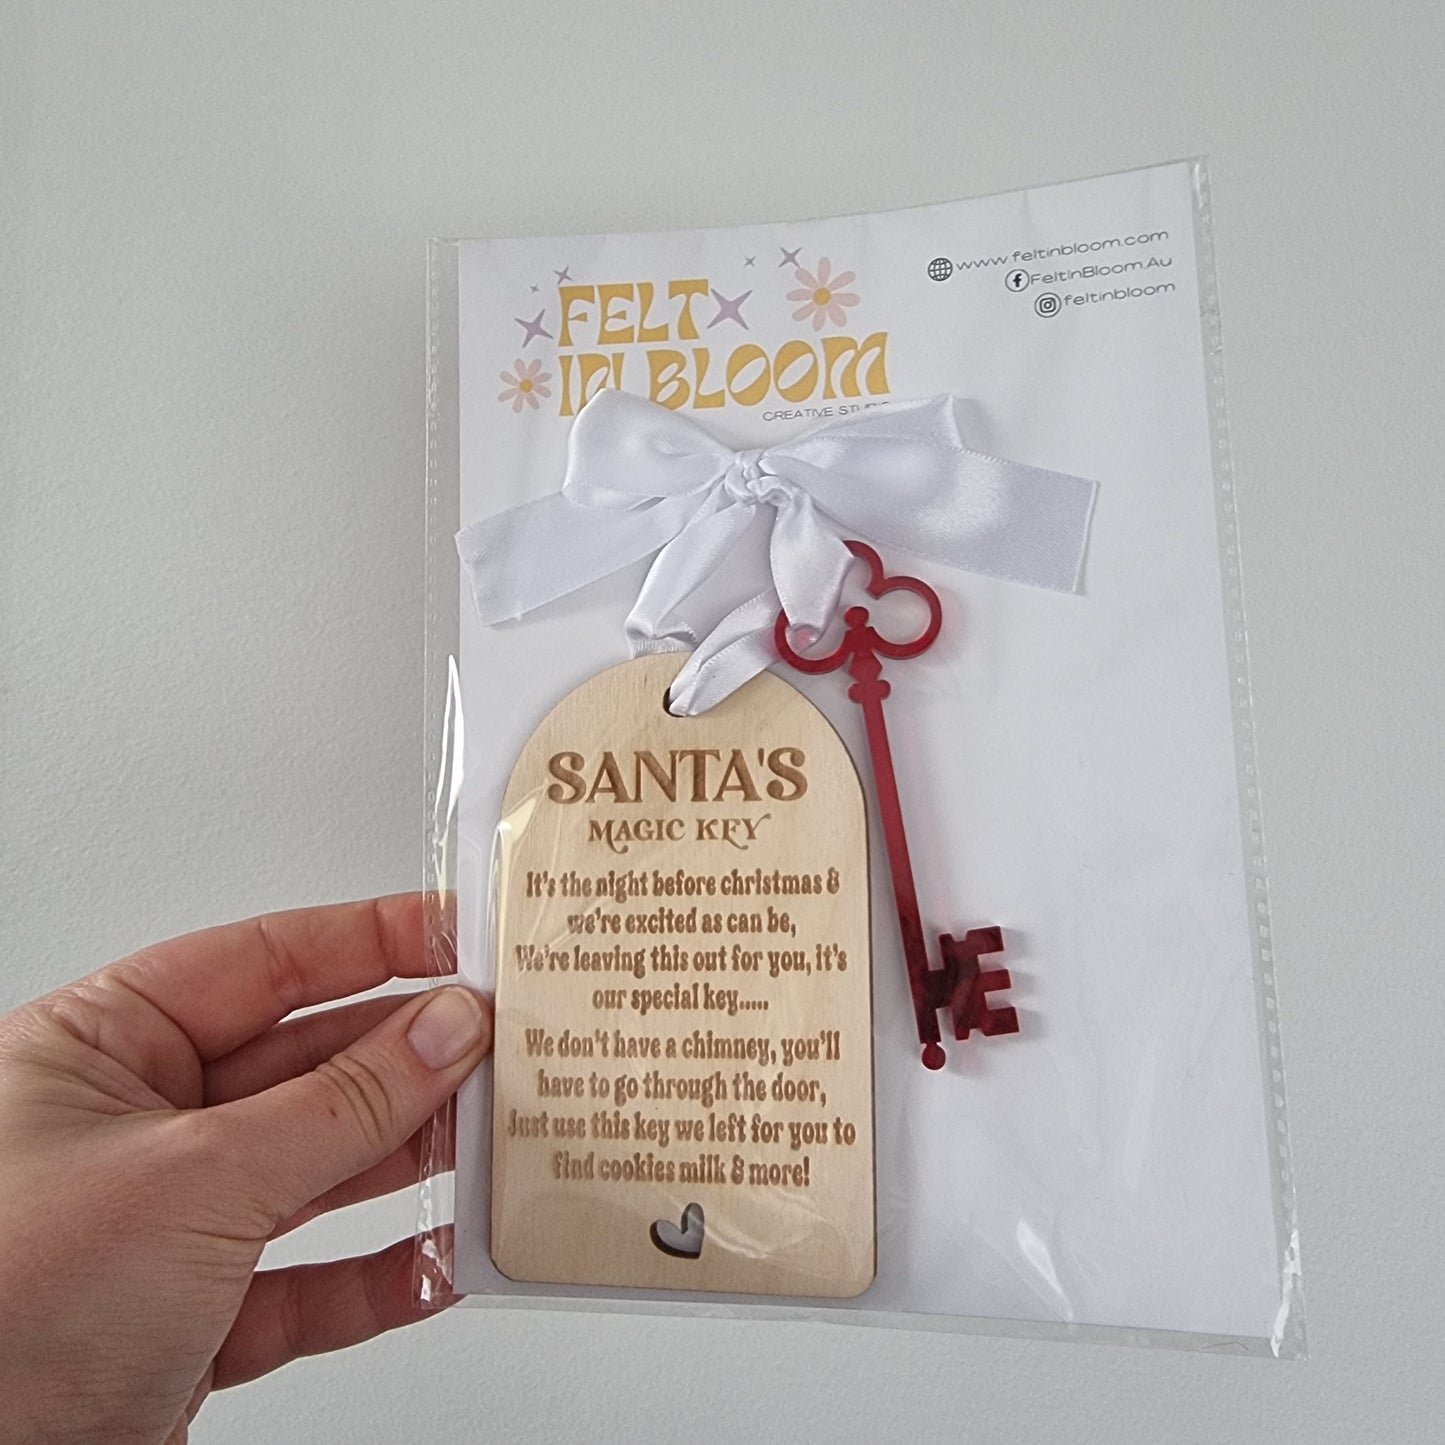 FELT
IN BLOOM
CREATIVE STUDIO
www.feltinbloom.com
FeltInBloom.Au
feltinbloom
SANTA'S
MAGIC KEY
It's the night before christmas &
we're excited as can be,
We're leaving this out for you, it's
our special key.....
We don't have a chimney, you'll
have to go through the door,
Just use this key we left for you to
find cookies milk & more!